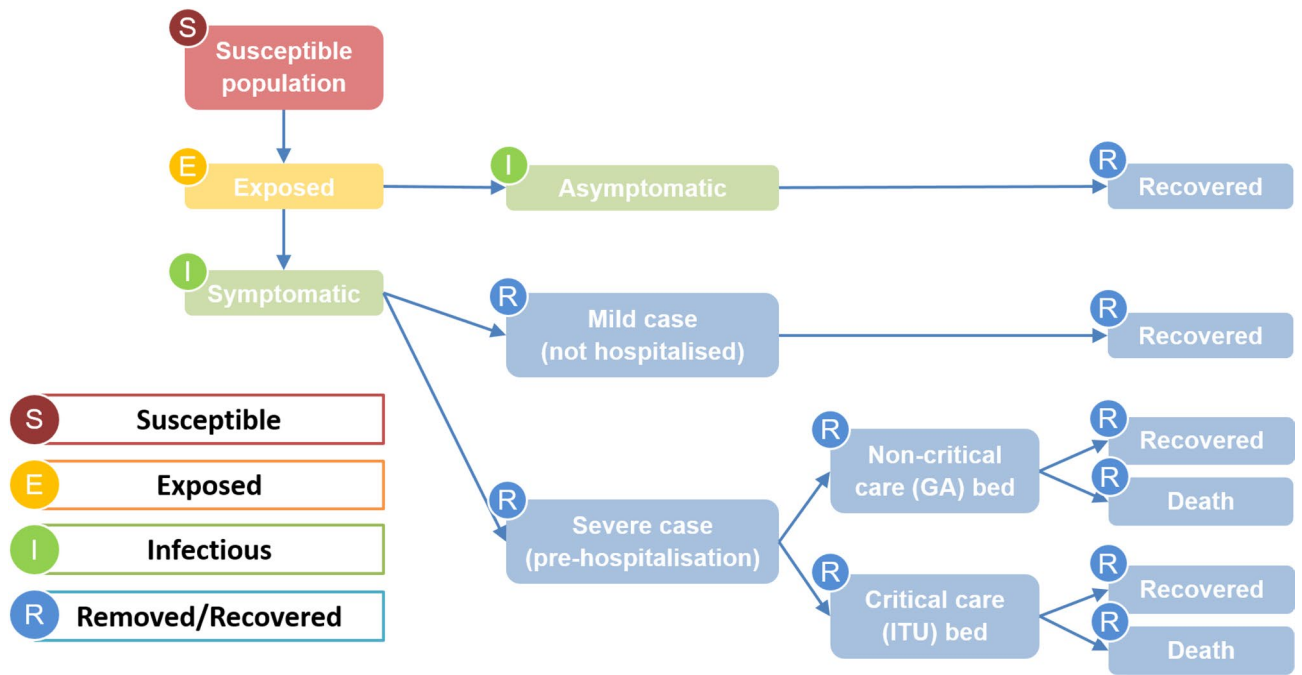 S
Susceptible
population
E
Exposed
I
Asymptomatic
R
Recovered
I
Symptomatic
R
Mild case
(not hospitalised)
R
Recovered
R
Severe case
(pre-hospitalisation)
R
Non-critical
care (GA) bed
R
Recovered
R
Death
R
Critical care
(ITU) bed
R
Recovered
R
Death
S
Susceptible
E
Exposed
I
Infectious
R
Removed/Recovered